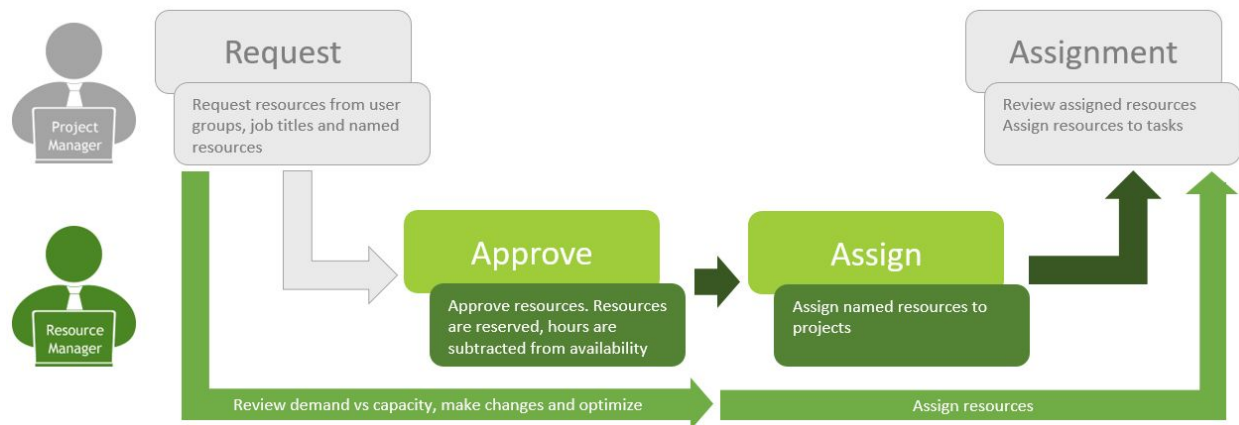 Project
Manager
Request
Request resources from user
groups, job titles and named
resources
Assignment
Review assigned resources
Assign resources to tasks
Resource
Manager
Approve
Approve resources. Resources
are reserved, hours are
subtracted from availability
Assign
Assign named resources to
projects
Review demand vs capacity, make changes and optimize
Assign resources